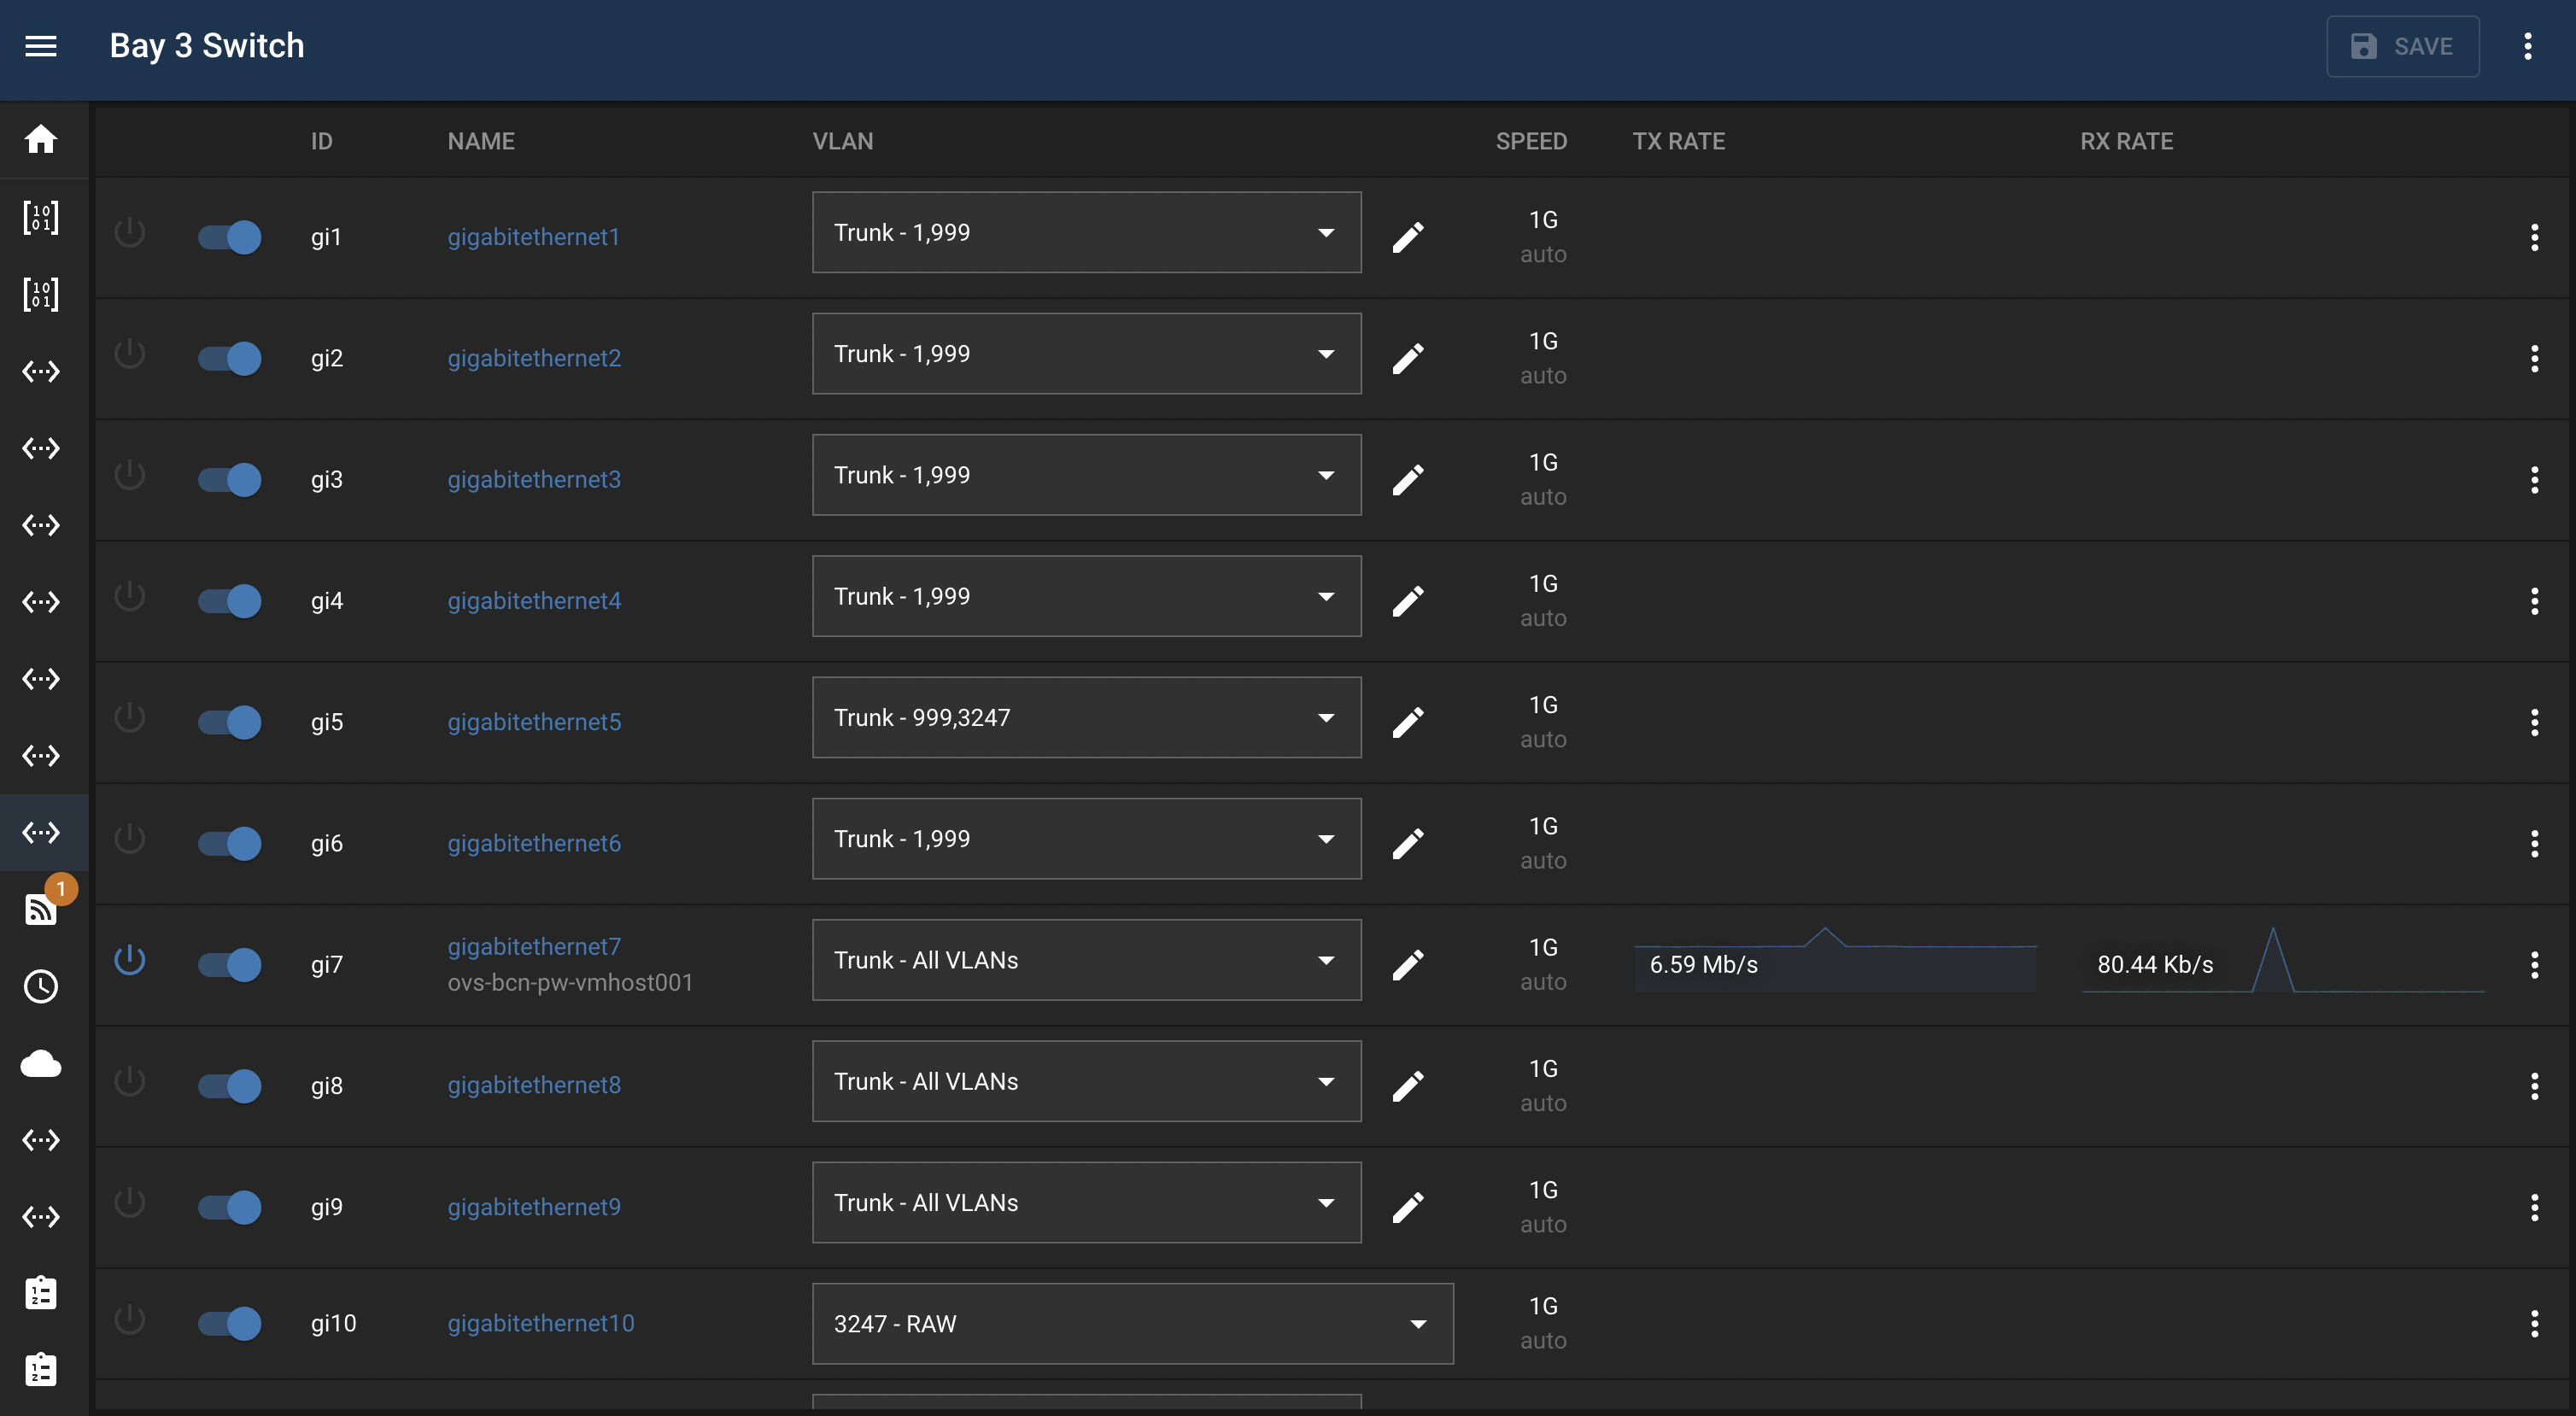 Bay 3 Switch
SAVE
ID NAME VLAN SPEED TX RATE RX RATE
gi1 gigabitethernet1 Trunk - 1,999 1G
auto
gi2 gigabitethernet2 Trunk - 1,999 1G
auto
gi3 gigabitethernet3 Trunk - 1,999 1G
auto
gi4 gigabitethernet4 Trunk - 1,999 1G
auto
gi5 gigabitethernet5 Trunk - 999,3247 1G
auto
gi6 gigabitethernet6 Trunk - 1,999 1G
auto
1
gi7 gigabitethernet7 Trunk - All VLANs 1G 6.59 Mb/s 80.44 Kb/s
ovs-bcn-pw-vmhost001 auto
gi8 gigabitethernet8 Trunk - All VLANs 1G
auto
gi9 gigabitethernet9 Trunk - All VLANs 1G
auto
gi10 gigabitethernet10 3247 - RAW 1G
auto